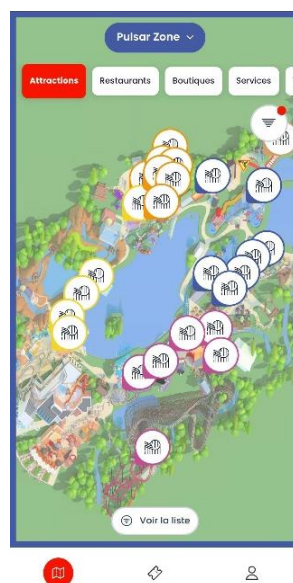 Pulsar Zone
Attractions
Restaurants
Boutiques
Services
Voir la liste